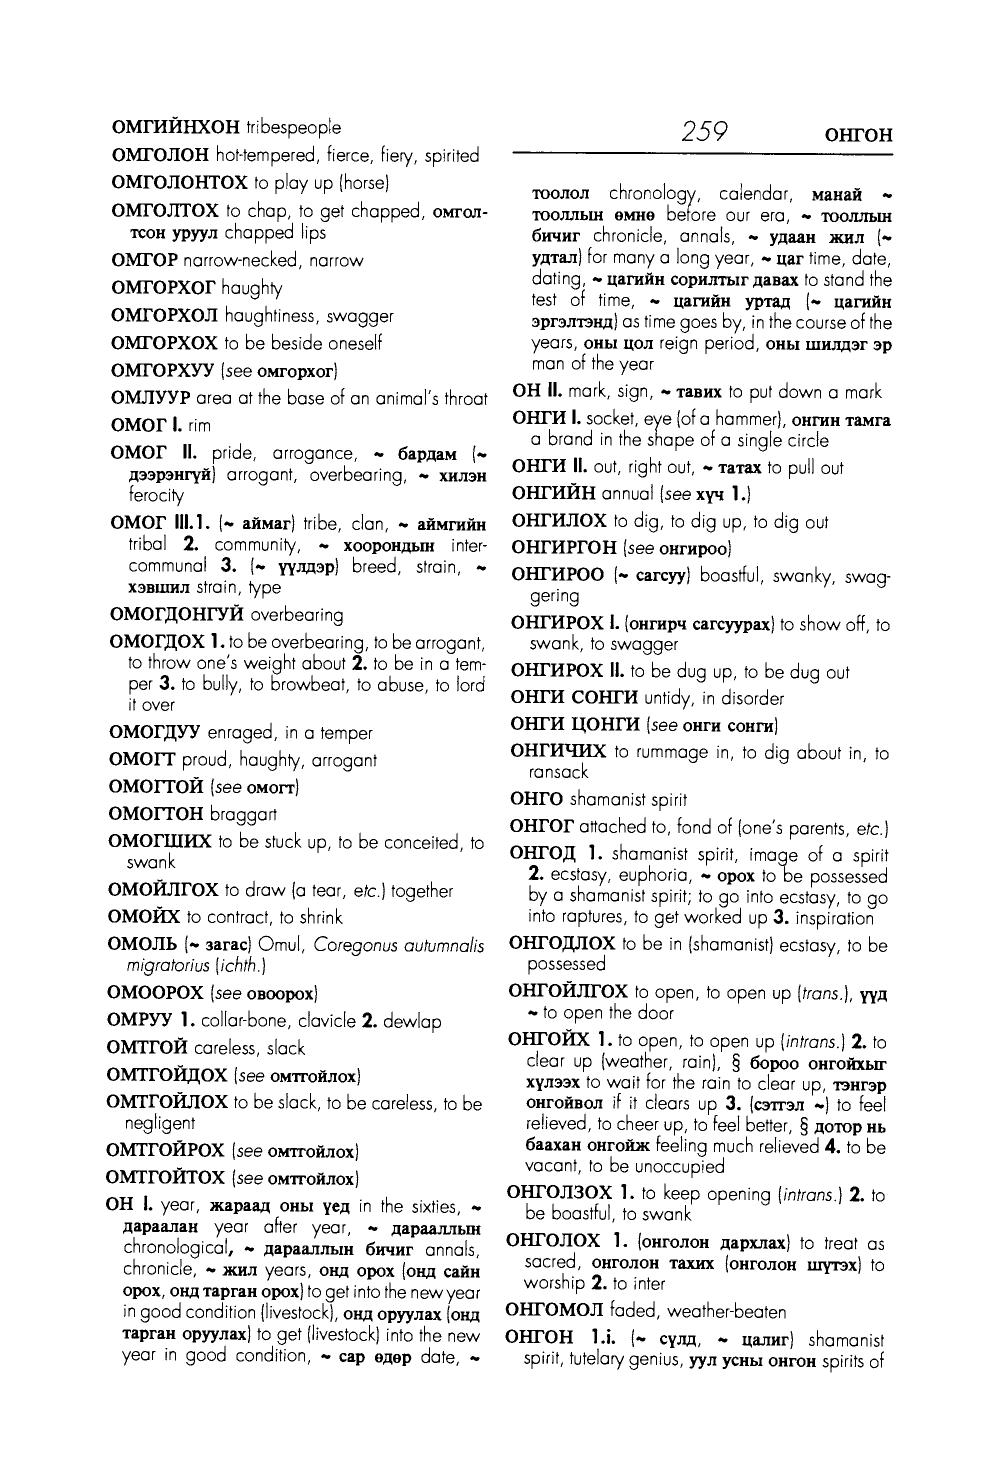 ОМГИЙНХОН tribespeople
ОМГОЛОН hot-tempered, fierce, fiery, spirited
ОМГОЛОНТОХ to play up (horse)
ОМГОЛТОХ to chap, to get chapped, омгол-
тсон уруул chapped lips
ОМГОР narrow-necked, narrow
ОМГОРХОГ haughty
ОМГОРХОЛ haughtiness, swagger
ОМГОРХОХ to be beside oneself
ОМГОРХУУ (see омгорхог)
ОМЛУУР area at the base of an animal's throat
ОМОГ I. rim
ОМОГ II. pride, arrogance, ~ бардам (~
дээрэнгүй) arrogant, overbearing, ~ хилэн
ferocity
ОМОГ III.1. (~ аймаг) tribe, clan, ~ аймгийн
tribal 2. community, ~ хоорондын inter-
communal 3. (~ үүлдэр) breed, strain, ~
хэвшил strain, type
ОМОГДОНГУЙ overbearing
ОМОГДОХ 1. to be overbearing, to be arrogant,
to throw one's weight about 2. to be in a tem-
per 3. to bully, to browbeat, to abuse, to lord
it over
ОМОГДУУ enraged, in a temper
ОМОГТ proud, haughty, arrogant
ОМОГТОЙ (see омогт)
ОМОГТОН braggart
ОМОГШИХ to be stuck up, to be conceited, to
swank
ОМОЙЛГОХ to draw (a tear, etc.) together
ОМОЙХ to contract, to shrink
ОМОЛЬ (~ загас) Omul, Coregonus autumnalis
migratorius (ichth.)
ОМООРОХ (see овоорох)
ОМРУУ 1. collar-bone, clavicle 2. dewlap
ОМТГОЙ careless, slack
ОМТГОЙДОХ (see омтгойлох)
ОМТГОЙЛОХ to be slack, to be careless, to be
negligent
ОМТГОЙРОХ (see омтгойлох)
ОМТГОЙТОХ (see омтгойлох)
ОН I. year, жараад оны үед in the sixties, ~
дараалан year after year, ~ дарааллын
chronological, ~ дарааллын бичиг annals,
chronicle, ~ жил years, онд орох (онд сайн
орох, онд тарган орох) to get into the new year
in good condition (livestock), онд оруулах (онд
тарган оруулах) to get (livestock) into the new
year in good condition, ~ сар өдөр date, ~
259 ОНГОН
тоолол chronology, calendar, манай ~
тооллын өмнө before our era, ~ тооллын
бичиг chronicle, annals, ~ удаан жил (~
удтал) for many a long year, ~ цаг time, date,
dating, ~ цагийн сорилтыг давах to stand the
test of time, ~ цагийн уртад (~ цагийн
эргэлтэнд) as time goes by, in the course of the
years, оны цол reign period, оны шилдэг эр
man of the year
ОН II. mark, sign, ~ тавих to put down a mark
ОНГИ I. socket, eye (of a hammer), онгин тамга
a brand in the shape of a single circle
ОНГИ II. out, right out, ~ татах to pull out
ОНГИЙН annual (see хүч 1.)
ОНГИЛОХ to dig, to dig up, to dig out
ОНГИРГОН (see онгироо)
ОНГИРОО (~ сагсуу) boastful, swanky, swag-
gering
ОНГИРОХ I. (онгирч сагсуурах) to show off, to
swank, to swagger
ОНГИРОХ II. to be dug up, to be dug out
ОНГИ СОНГИ untidy, in disorder
ОНГИ ЦОНГИ (see онги сонги)
ОНГИЧИХ to rummage in, to dig about in, to
ransack
ОНГО shamanist spirit
ОНГОГ attached to, fond of (one's parents, etc.)
ОНГОД 1. shamanist spirit, image of a spirit
2. ecstasy, euphoria, ~ орох to be possessed
by a shamanist spirit; to go into ecstasy, to go
into raptures, to get worked up 3. inspiration
ОНГОДЛОХ to be in (shamanist) ecstasy, to be
possessed
ОНГОЙЛГОХ to open, to open up (trans.), үүд
~ to open the door
ОНГОЙХ 1. to open, to open up (intrans.) 2. to
clear up (weather, rain), § бороо онгойхыг
хүлээх to wait for the rain to clear up, тэнгэр
онгойвол if it clears up 3. (сэтгэл ~) to feel
relieved, to cheer up, to feel better, § дотор нь
баахан онгойж feeling much relieved 4. to be
vacant, to be unoccupied
ОНГОЛЗОХ 1. to keep opening (intrans.) 2. to
be boastful, to swank
ОНГОЛОХ 1. (онголон дархлах) to treat as
sacred, онголон тахих (онголон шүтэх) to
worship 2. to inter
ОНГОМОЛ faded, weather-beaten
ОНГОН 1.i. (~ сүлд, ~ цалиг) shamanist
spirit, tutelary genius, уул усны онгон spirits of